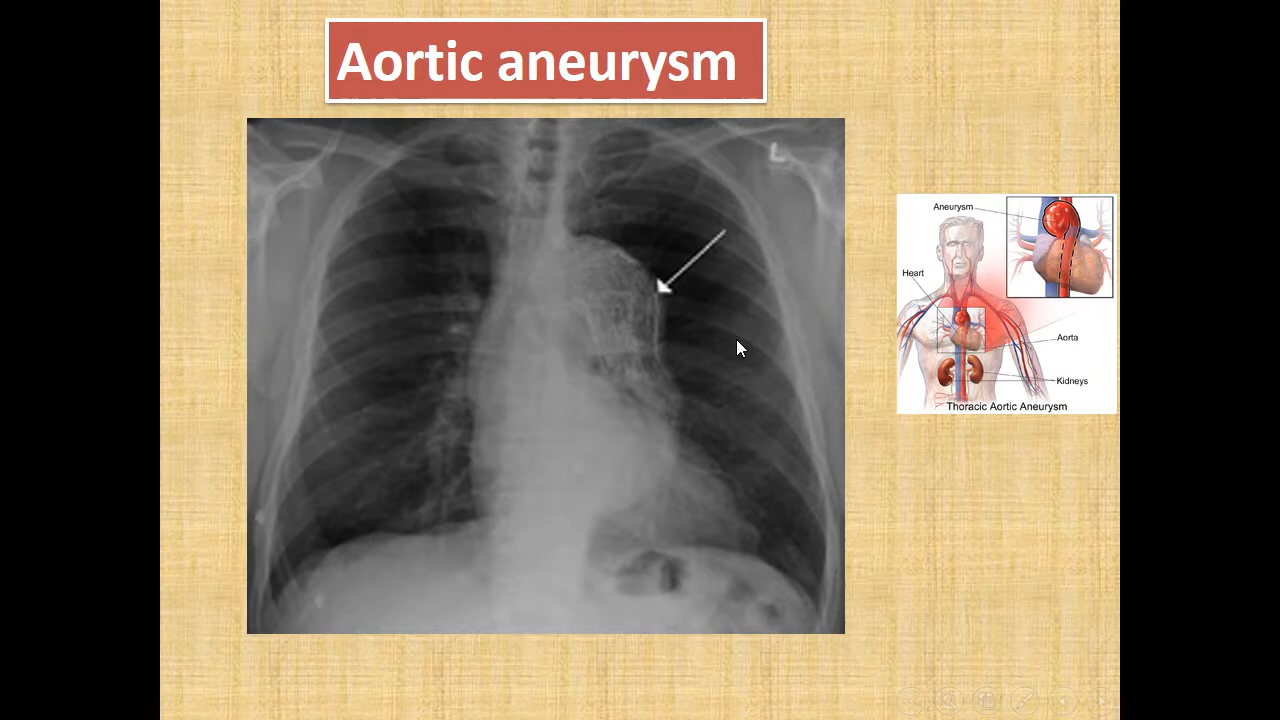 Aortic aneurysm
L
Aneurysm
Heart
Aorta
Kidneys
Thoracic Aortic Aneurysm